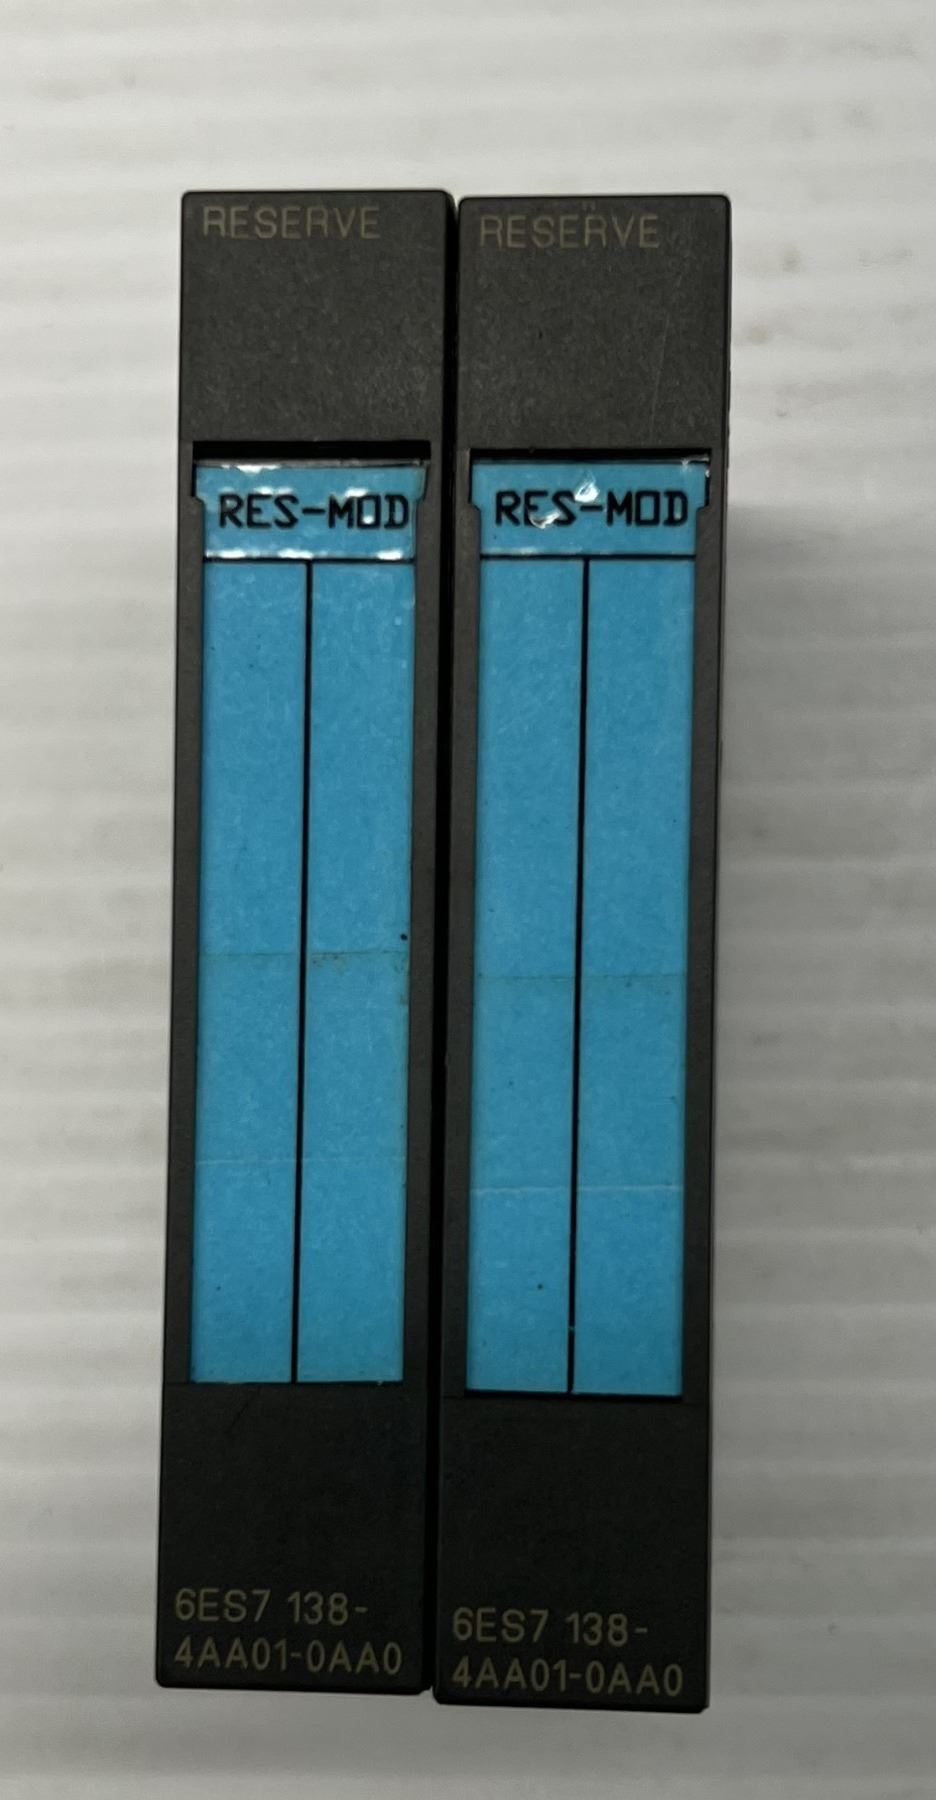 RESERVE
RES-MOD
6ES7 138-
4AA01-0AA0
RESERVE
RES-MOD
6ES7 138-
4AA01-0AA0